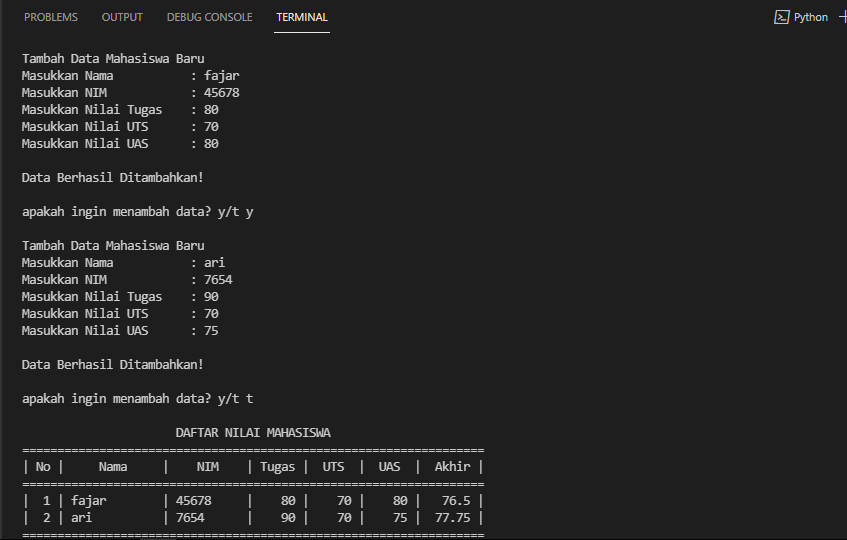 PROBLEMS OUTPUT DEBUG CONSOLE TERMINAL Python
Tambah Data Mahasiswa Baru
Masukkan Nama : fajar
Masukkan NIM : 45678
Masukkan Nilai Tugas : 80
Masukkan Nilai UTS : 70
Masukkan Nilai UAS : 80
Data Berhasil Ditambahkan!
apakah ingin menambah data? y/t y
Tambah Data Mahasiswa Baru
Masukkan Nama : ari
Masukkan NIM : 7654
Masukkan Nilai Tugas : 90
Masukkan Nilai UTS : 70
Masukkan Nilai UAS : 75
Data Berhasil Ditambahkan!
apakah ingin menambah data? y/t t
DAFTAR NILAI MAHASISWA
==================================================================
| No | Nama | NIM | Tugas | UTS | UAS | Akhir |
==================================================================
| 1 | fajar | 45678 | 80 | 70 | 80 | 76.5 |
| 2 | ari | 7654 | 90 | 70 | 75 | 77.75 |
==================================================================